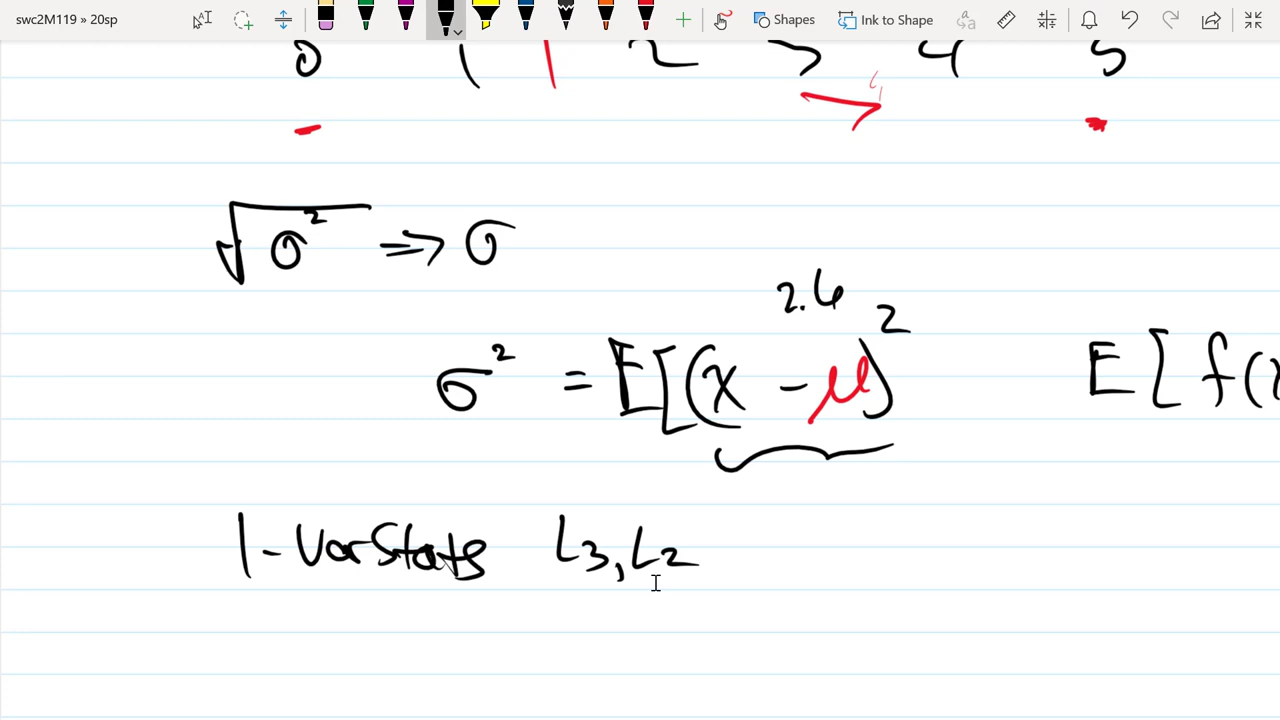 swc2M119 » 20sp
Shapes
Ink to Shape
0 1 2 3 4 5
√σ² ⇒ σ
2.6
σ² = E[(x - μ)²
E[f(
1-VarStats L3,L2